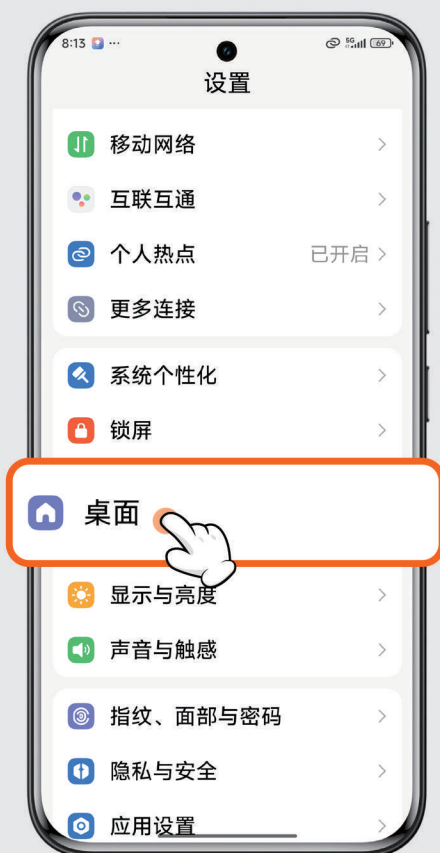 8:13 ... 5G 69
设置
移动网络
互联互通
个人热点 已开启
更多连接
系统个性化
锁屏
桌面
显示与亮度
声音与触感
指纹、面部与密码
隐私与安全
应用设置